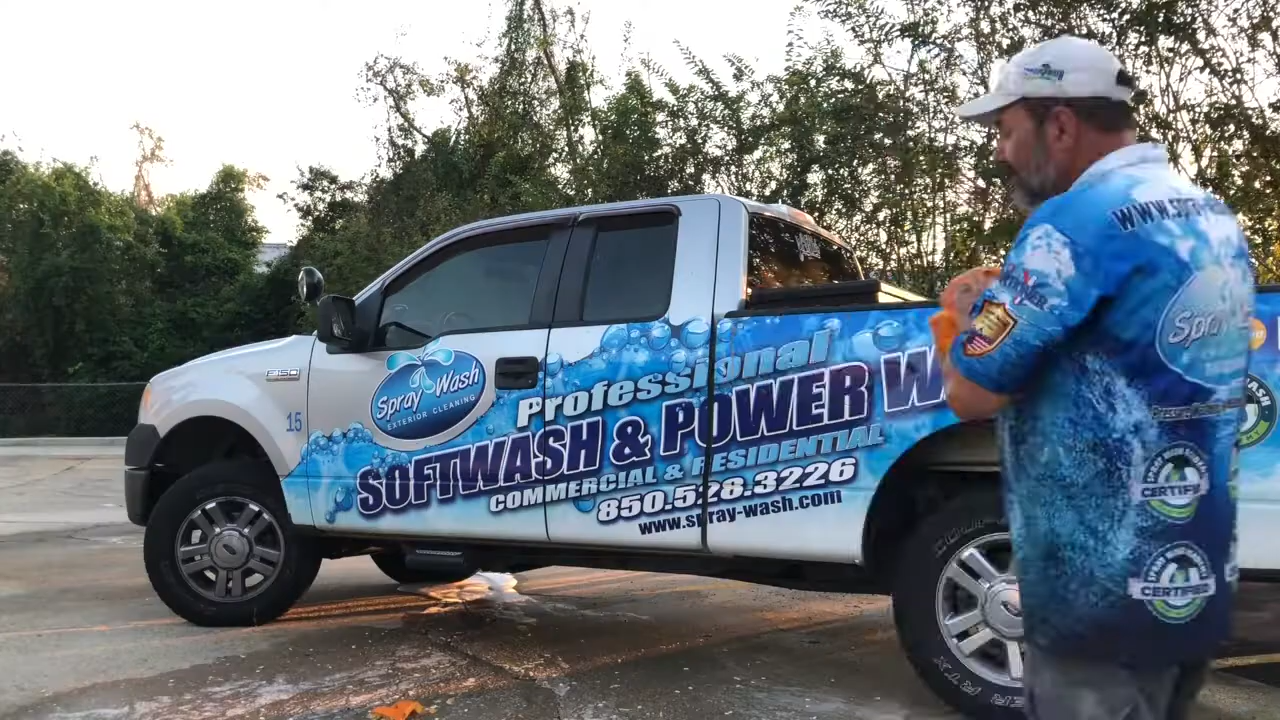 F150
15
Spray Wash
EXTERIOR CLEANING
Professional
SOFTWASH & POWER W
COMMERCIAL & RESIDENTIAL
850.528.3226
www.spray-wash.com
CERTIFIED
CERTIFIED